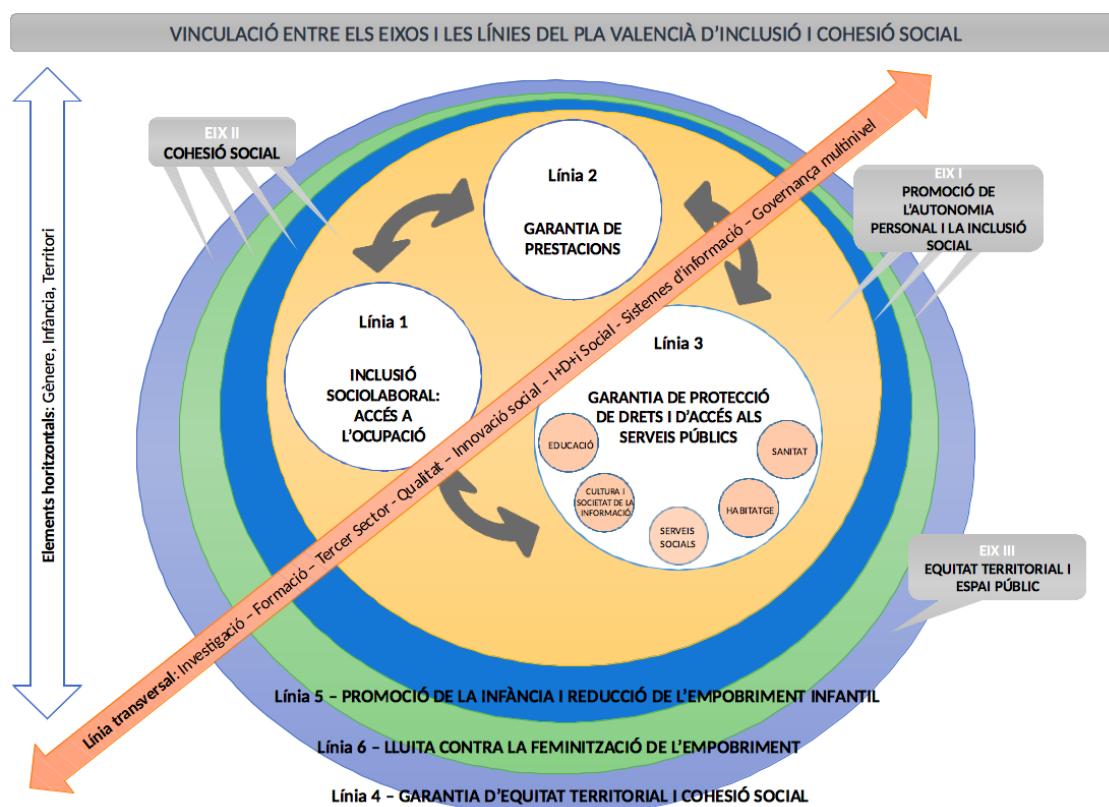 VINCULACIÓ ENTRE ELS EIXOS I LES LÍNIES DEL PLA VALENCIÀ D'INCLUSIÓ I COHESIÓ SOCIAL
EIX II
COHESIÓ SOCIAL
EIX I
PROMOCIÓ DE
L'AUTONOMIA
PERSONAL I LA INCLUSIÓ
SOCIAL
Línia 2
GARANTIA DE
PRESTACIONS
Línia 1
INCLUSIÓ
SOCIOLABORAL:
ACCÉS A
L'OCUPACIÓ
Línia 3
GARANTIA DE PROTECCIÓ
DE DRETS I D'ACCÉS ALS
SERVEIS PÚBLICS
EDUCACIÓ
CULTURA I
SOCIETAT DE LA
INFORMACIÓ
SERVEIS
SOCIALS
HABITATGE
SANITAT
EIX III
EQUITAT TERRITORIAL I
ESPAI PÚBLIC
Elements horitzontals: Gènere, Infància, Territori
Línia transversal: Investigació – Formació – Tercer Sector - Qualitat – Innovació social – I+D+i Social - Sistemes d'informació – Governança multinivel
Línia 5 – PROMOCIÓ DE LA INFÀNCIA I REDUCCIÓ DE L'EMPOBRIMENT INFANTIL
Línia 6 – LLUITA CONTRA LA FEMINITZACIÓ DE L'EMPOBRIMENT
Línia 4 – GARANTIA D'EQUITAT TERRITORIAL I COHESIÓ SOCIAL